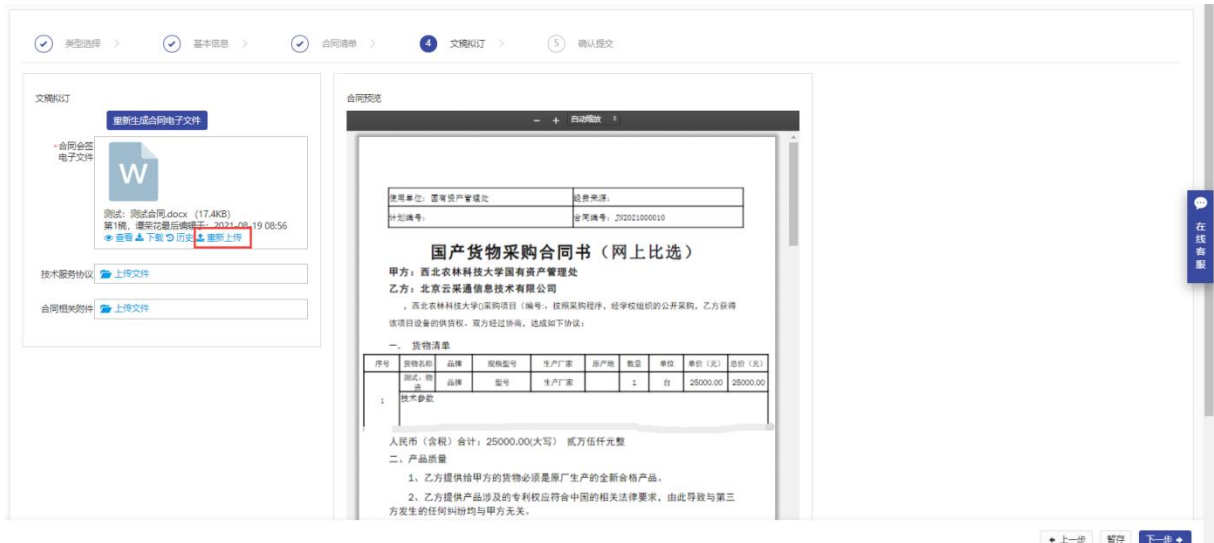 类型选择 >
基本信息 >
合同清单 >
4 文稿拟订 >
5 确认提交
文稿拟订
重新生成合同电子文件
*合同会签
电子文件
W
测试：测试合同.docx （17.4KB）
第1稿，谭荣花最后编辑于：2021-08-19 08:56
查看 下载 历史 重新上传
技术服务协议 上传文件
合同相关附件 上传文件
合同预览
− + 自动缩放
使用单位：国有资产管理处 经费来源：
计划编号： 合同编号：JX2021000010
国产货物采购合同书（网上比选）
甲方：西北农林科技大学国有资产管理处
乙方：北京云采通信息技术有限公司
，西北农林科技大学()采购项目（编号:，按照采购程序，经学校组织的公开采购，乙方获得
该项目设备的供货权。双方经过协商，达成如下协议：
一、 货物清单
序号 货物名称 品牌 规格型号 生产厂家 原产地 数量 单位 单价（元） 总价（元）
1 测试：物
资 品牌 型号 生产厂家 1 台 25000.00 25000.00
技术参数
人民币（含税）合计：25000.00(大写） 贰万伍仟元整
二、产品质量
1、乙方提供给甲方的货物必须是原厂生产的全新合格产品。
2、乙方提供产品涉及的专利权应符合中国的相关法律要求，由此导致与第三
方发生的任何纠纷均与甲方无关。
在线客服
上一步 暂存 下一步